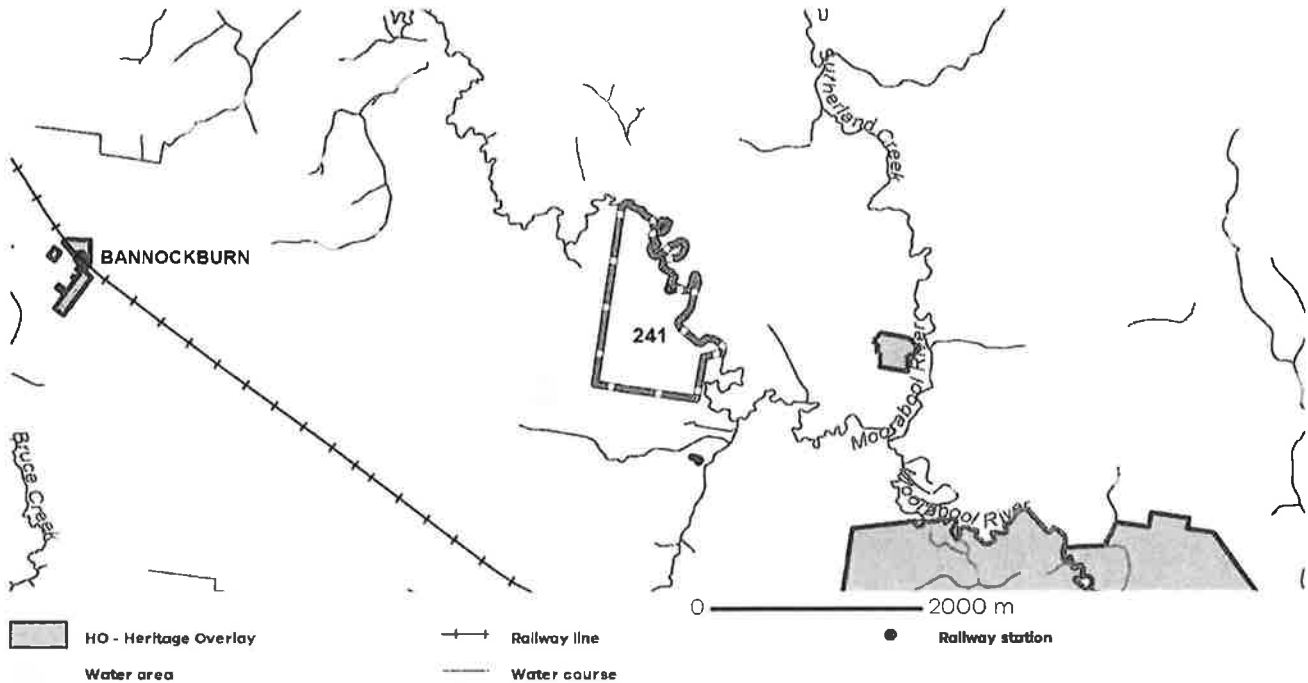 U
Sutherland Creek
BANNOCKBURN
241
Moorabool River
Bruce Creek
Moorabool River
0 2000 m
HO - Heritage Overlay
Railway line
Railway station
Water area
Water course